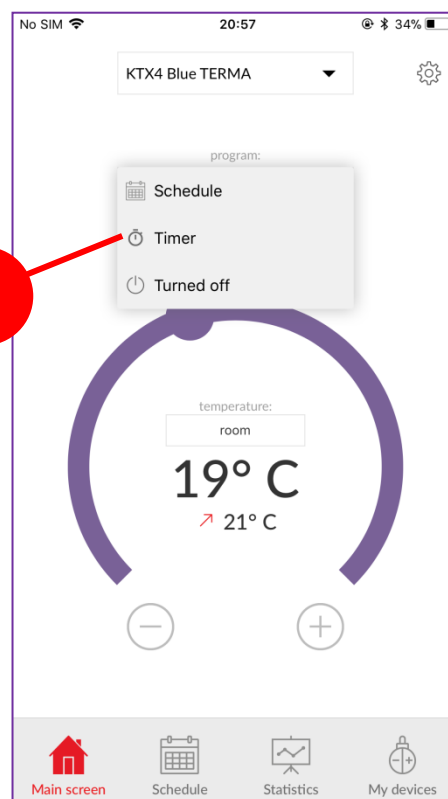 No SIM 20:57 34%
KTX4 Blue TERMA
program:
Schedule
Timer
Turned off
temperature:
room
19° C
21° C
Main screen Schedule Statistics My devices